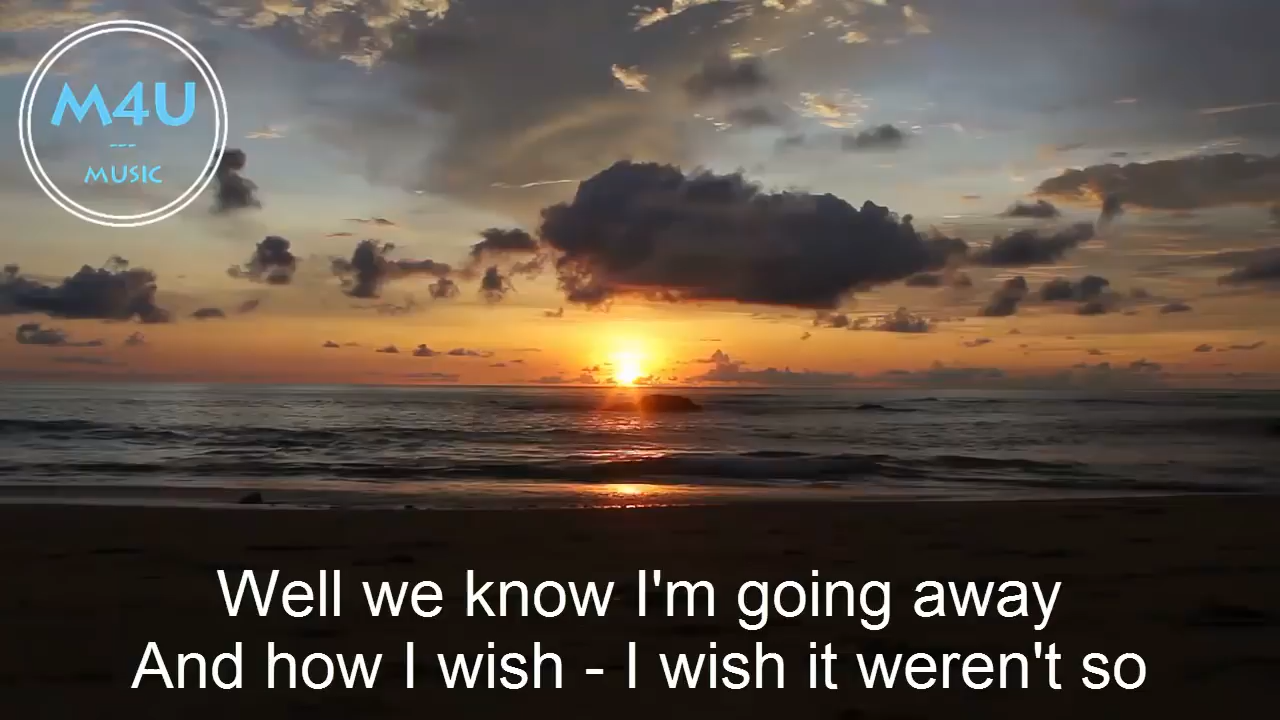 M4U
---
MUSIC
Well we know I'm going away
And how I wish - I wish it weren't so